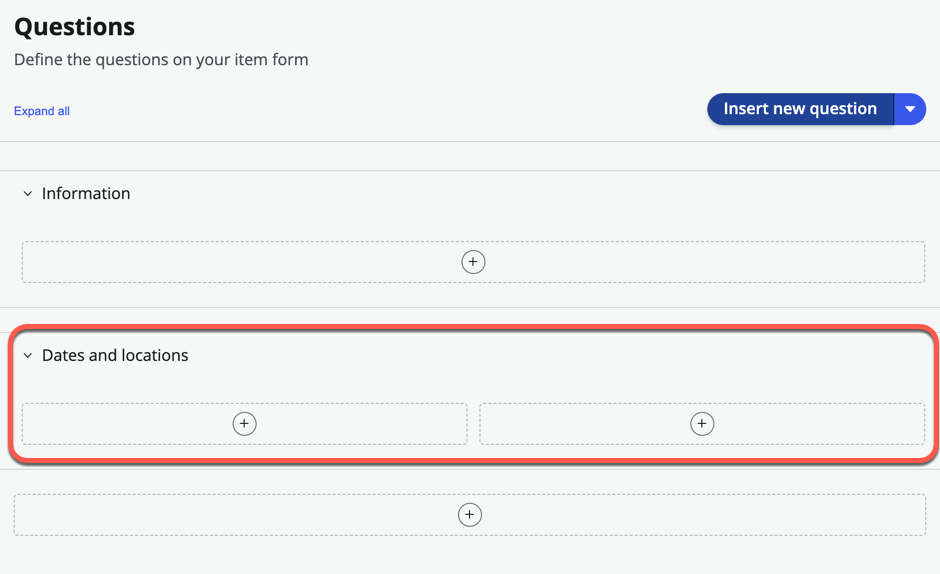 Questions
Define the questions on your item form
Expand all
Insert new question
Information
Dates and locations